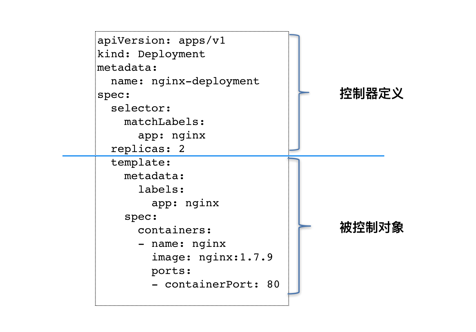 apiVersion: apps/v1
kind: Deployment
metadata:
  name: nginx-deployment
spec:
  selector:
    matchLabels:
      app: nginx
  replicas: 2
  template:
    metadata:
      labels:
        app: nginx
    spec:
      containers:
      - name: nginx
        image: nginx:1.7.9
        ports:
        - containerPort: 80
控制器定义
被控制对象